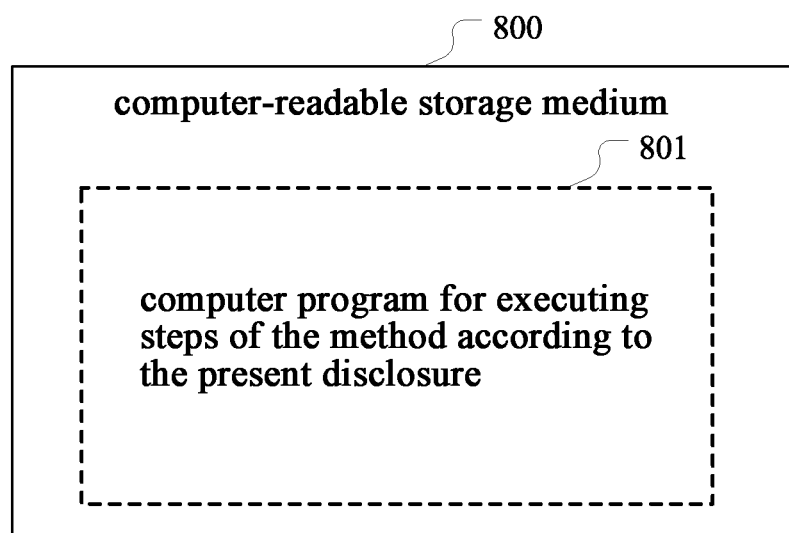 800
computer-readable storage medium
801
computer program for executing
steps of the method according to
the present disclosure